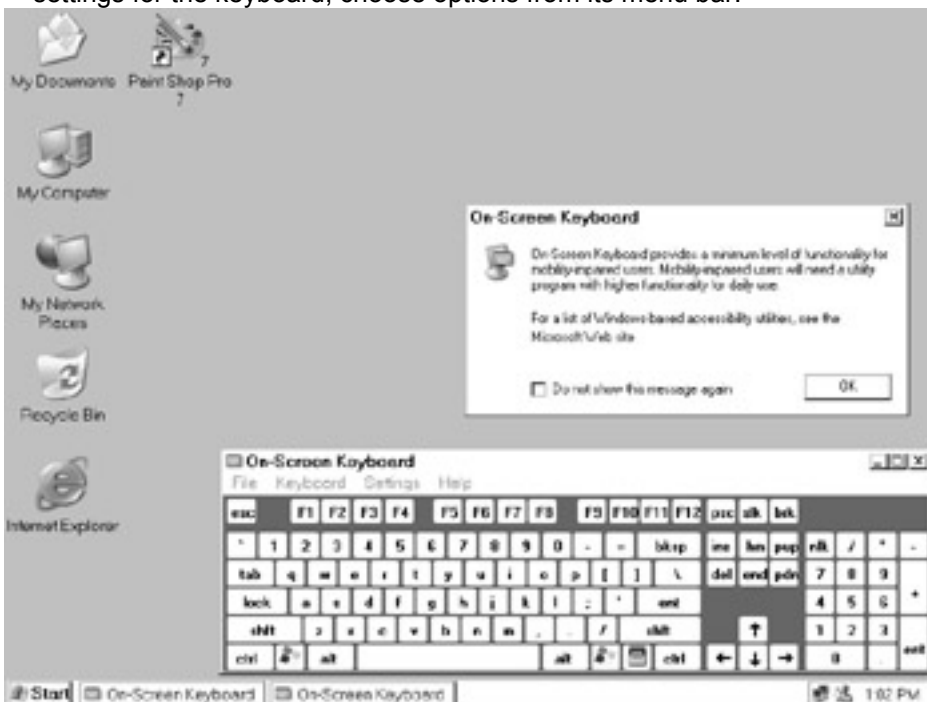 settings for the keyboard, choose options from its menu bar.
My Documents
Paint Shop Pro
7
My Computer
My Network
Places
Recycle Bin
Internet Explorer
On-Screen Keyboard
On-Screen Keyboard provides a minimum level of functionality for
mobility-impaired users. Mobility-impaired users will need a utility
program with higher functionality for daily use.
For a list of Windows-based accessibility utilities, see the
Microsoft Web site
Do not show this message again
OK
On-Screen Keyboard
File Keyboard Settings Help
esc F1 F2 F3 F4 F5 F6 F7 F8 F9 F10 F11 F12 psc slk brk
` 1 2 3 4 5 6 7 8 9 0 - = bksp ins hm pup nlk / * -
tab q w e r t y u i o p [ ] \ del end pdn 7 8 9 +
lock a s d f g h j k l ; ' ent 4 5 6
shft z x c v b n m , . / shft ↑ 1 2 3 ent
ctrl alt alt ctrl ← ↓ → 0 .
Start On-Screen Keyboard On-Screen Keyboard 1:02 PM